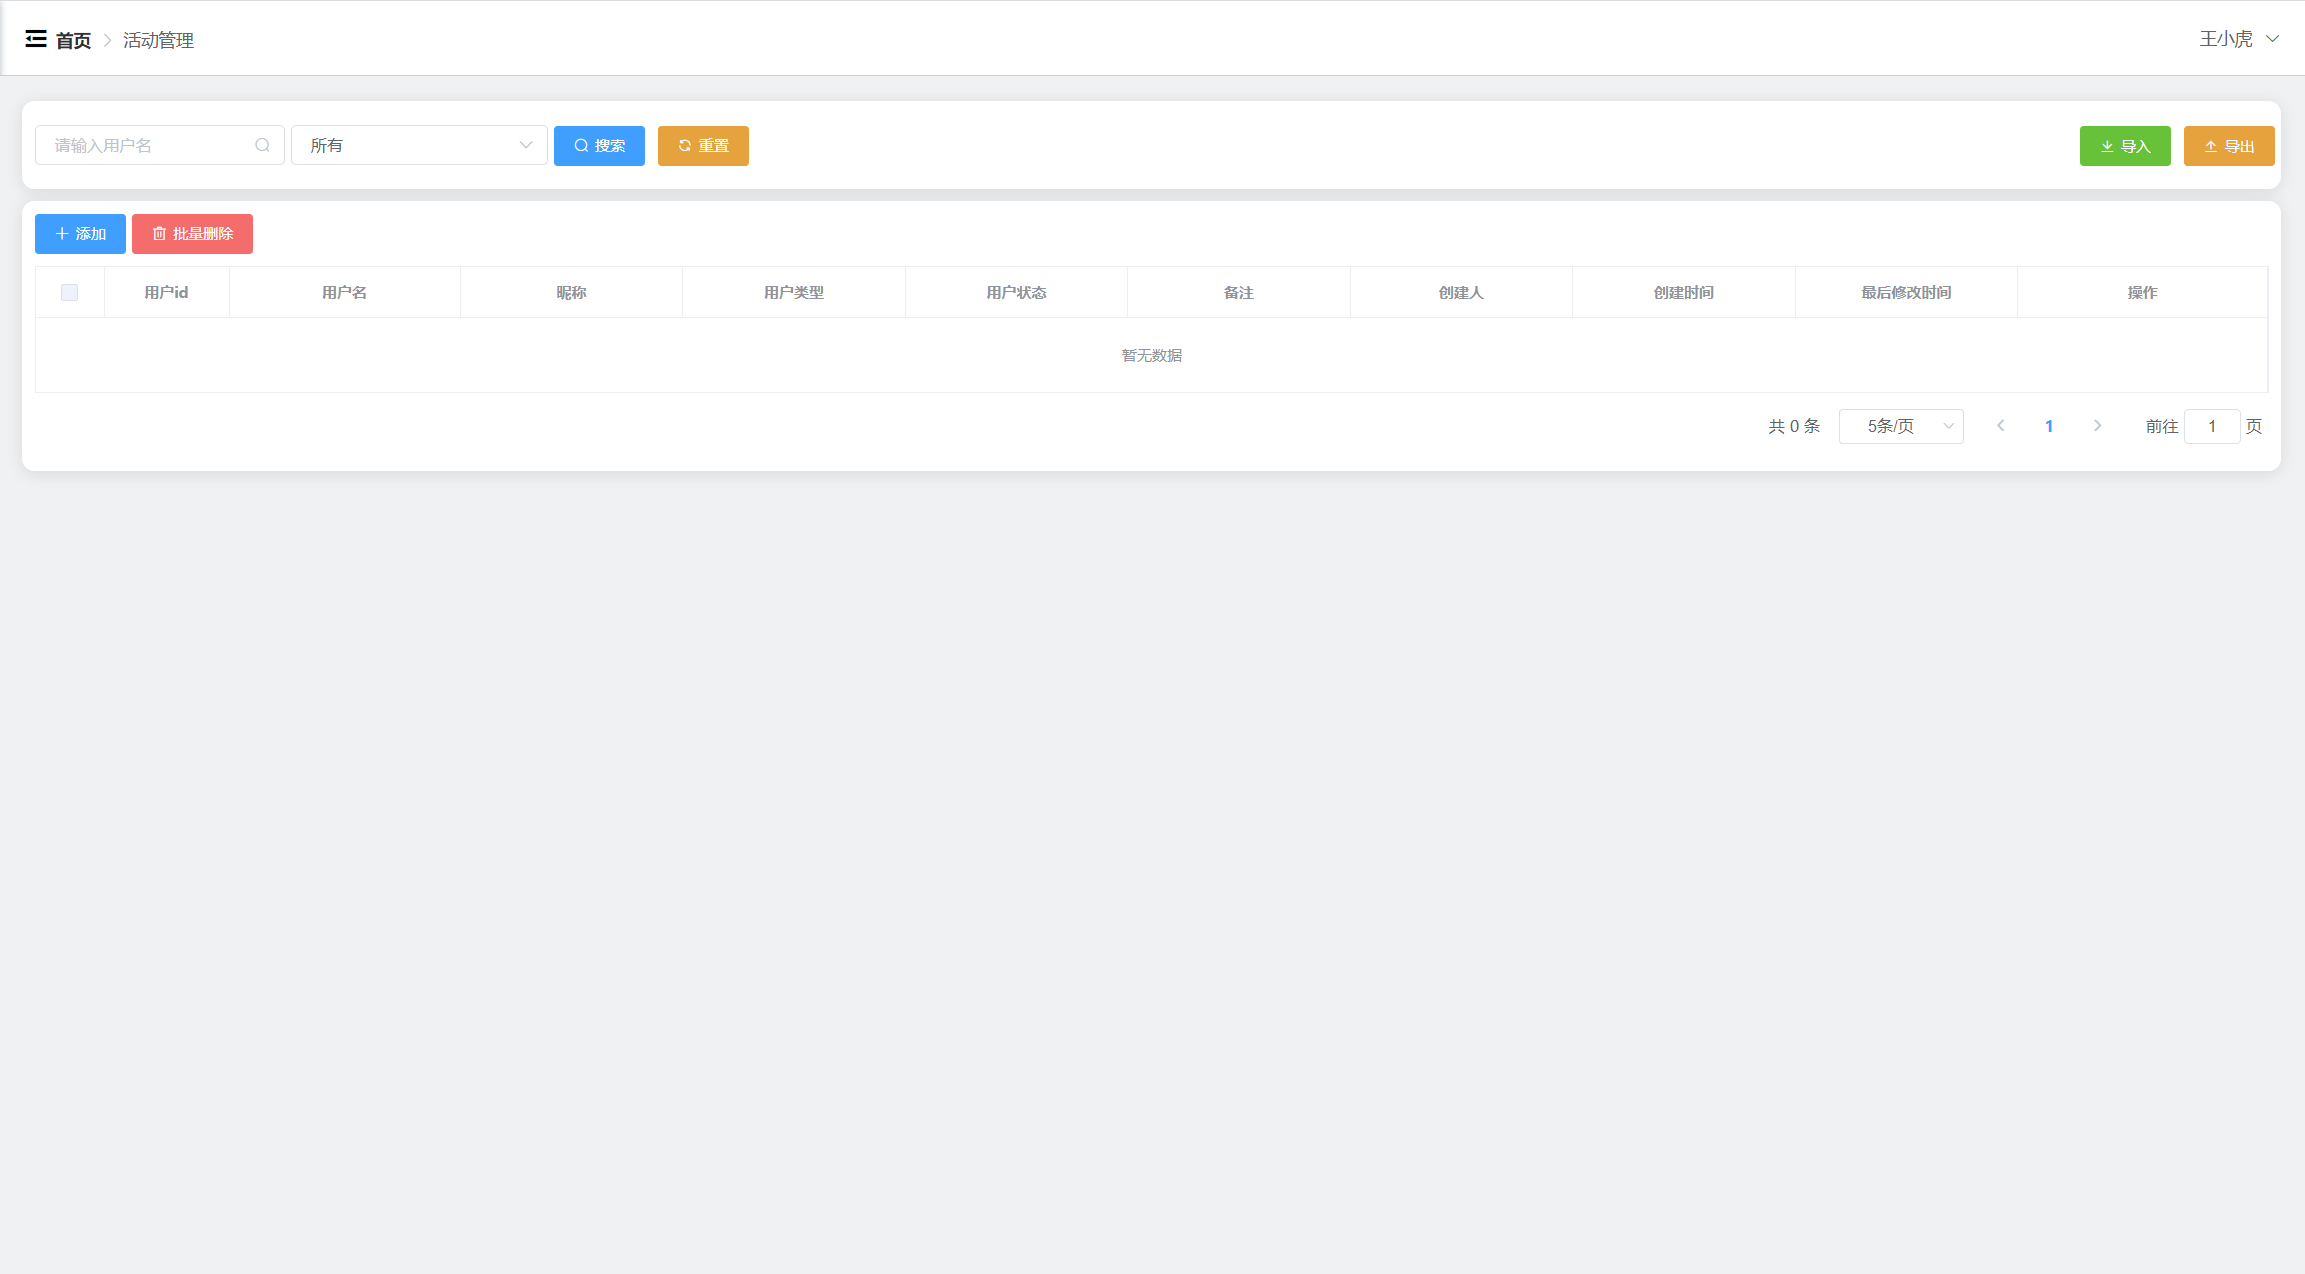 首页 活动管理 王小虎
请输入用户名 所有 搜索 重置 导入 导出
添加 批量删除
用户id 用户名 昵称 用户类型 用户状态 备注 创建人 创建时间 最后修改时间 操作
暂无数据
共 0 条 5条/页 1 前往 1 页